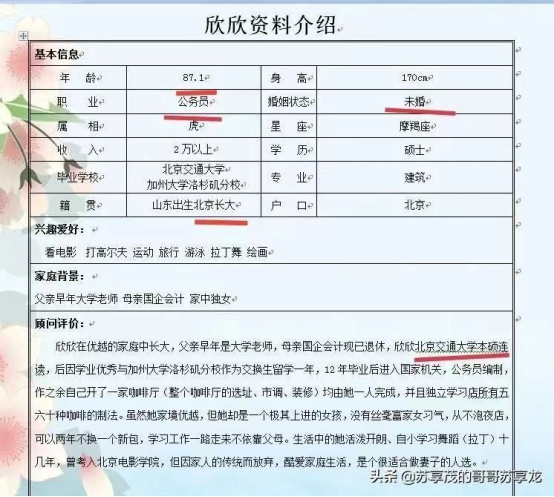 欣欣资料介绍
基本信息
年 龄 87.1 身 高 170cm
职 业 公务员 婚姻状态 未婚
属 相 虎 星 座 摩羯座
收 入 2万以上 学 历 硕士
毕业学校 北京交通大学 加州大学洛杉矶分校 专 业 建筑
籍 贯 山东出生北京长大 户 口 北京
兴趣爱好:
看电影 打高尔夫 运动 旅行 游泳 拉丁舞 绘画
家庭背景:
父亲早年大学老师 母亲国企会计 家中独女
顾问评价:
欣欣在优越的家庭中长大,父亲早年是大学老师,母亲国企会计现已退休,欣欣北京交通大学本硕连
读,后因学业优秀与加州大学洛杉矶分校作为交换生留学一年,12年毕业后进入国家机关,公务员编制,
作之余自己开了一家咖啡厅(整个咖啡厅的选址、市调、装修)均由她一人完成,并且独立学习店所有五
六十种咖啡的制法。虽然她家境优越,但她却是一个极其上进的女孩,没有丝毫富家女习气,从不泡夜店,
可以两年不换一个新包,学习工作一路走来不依靠父母。生活中的她活泼开朗、自小学习舞蹈(拉丁)十
几年,曾考入北京电影学院,但因家人的传统而放弃,酷爱家庭生活,是个很适合做妻子的人选。
头条@苏享茂的哥哥苏享龙